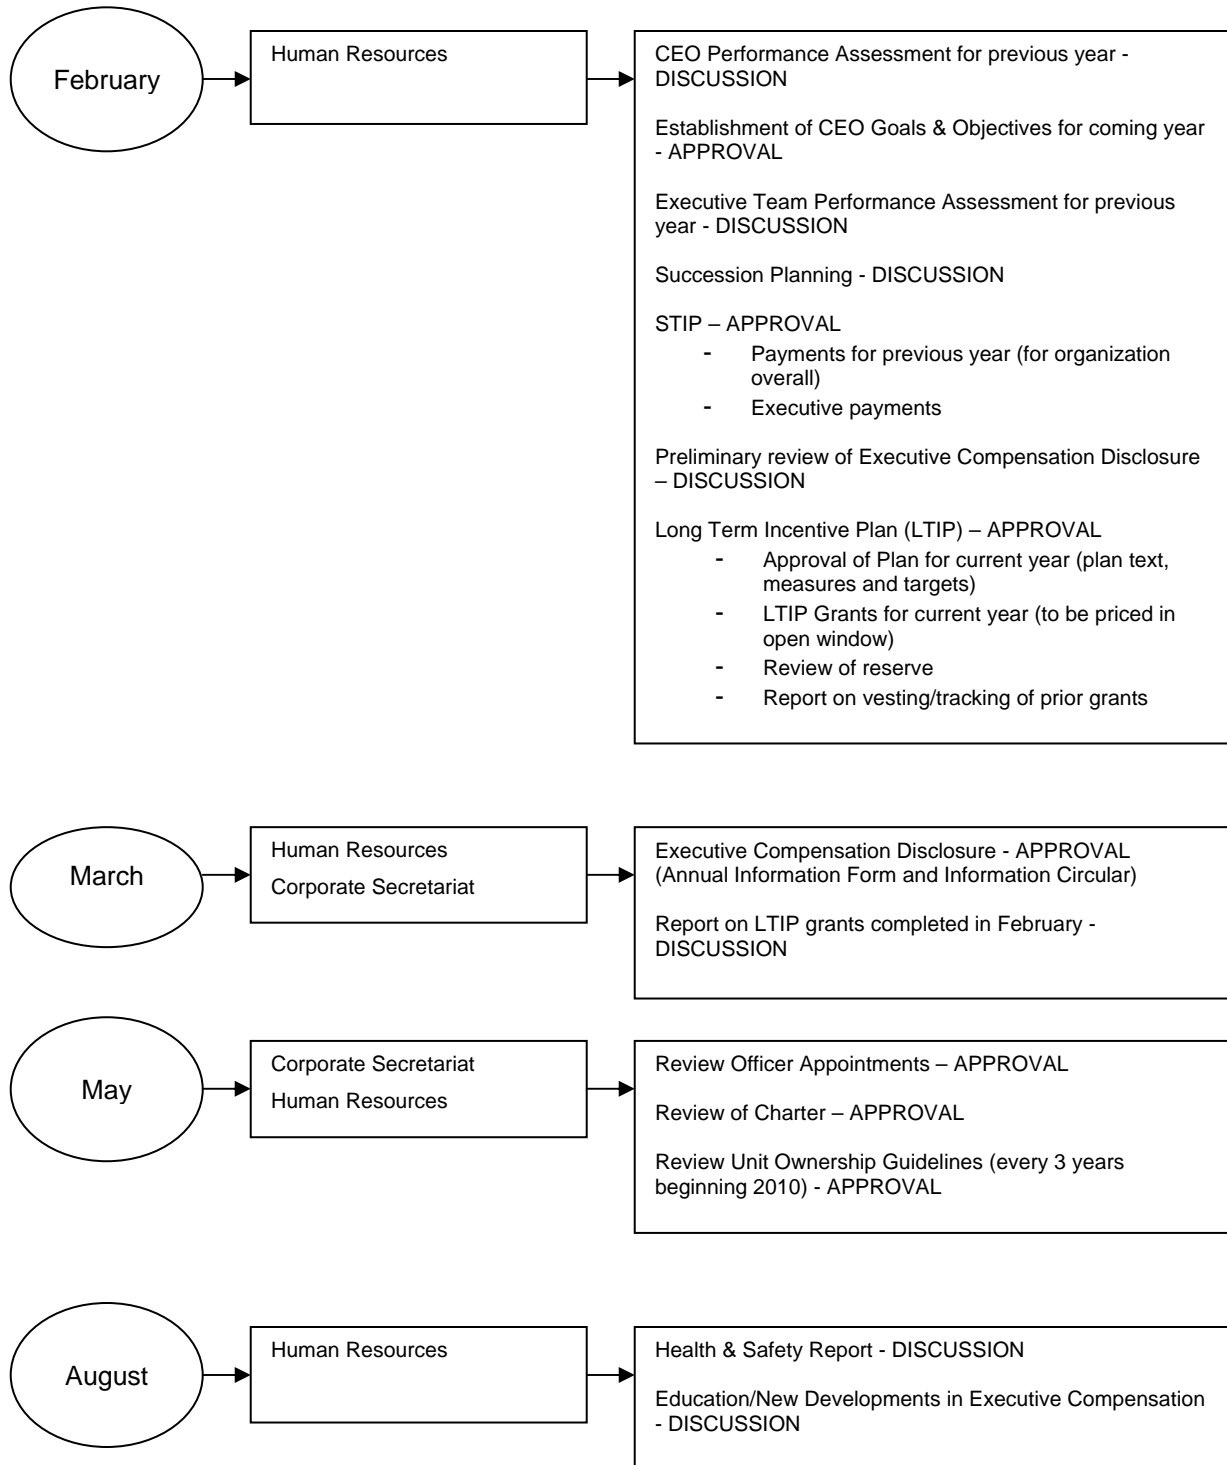 February
Human Resources
CEO Performance Assessment for previous year -
DISCUSSION
Establishment of CEO Goals & Objectives for coming year
- APPROVAL
Executive Team Performance Assessment for previous
year - DISCUSSION
Succession Planning - DISCUSSION
STIP – APPROVAL
- Payments for previous year (for organization
overall)
- Executive payments
Preliminary review of Executive Compensation Disclosure
– DISCUSSION
Long Term Incentive Plan (LTIP) – APPROVAL
- Approval of Plan for current year (plan text,
measures and targets)
- LTIP Grants for current year (to be priced in
open window)
- Review of reserve
- Report on vesting/tracking of prior grants
March
Human Resources
Corporate Secretariat
Executive Compensation Disclosure - APPROVAL
(Annual Information Form and Information Circular)
Report on LTIP grants completed in February -
DISCUSSION
May
Corporate Secretariat
Human Resources
Review Officer Appointments – APPROVAL
Review of Charter – APPROVAL
Review Unit Ownership Guidelines (every 3 years
beginning 2010) - APPROVAL
August
Human Resources
Health & Safety Report - DISCUSSION
Education/New Developments in Executive Compensation
- DISCUSSION